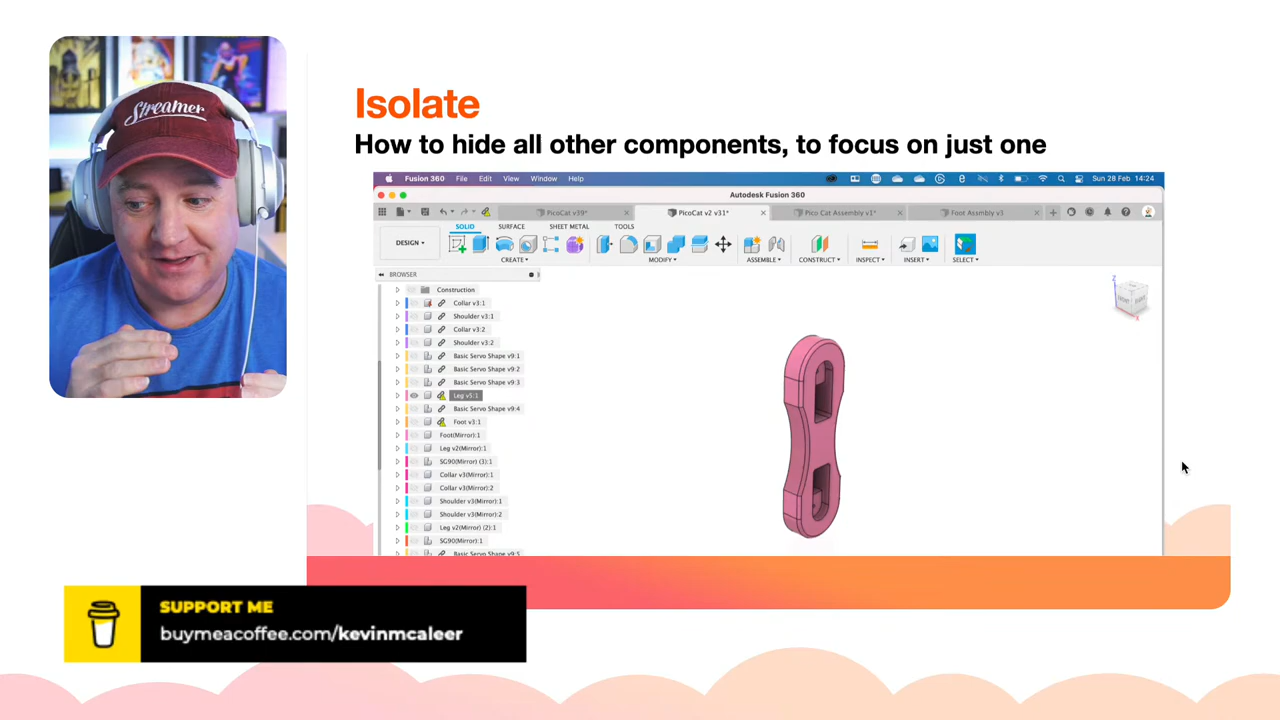 Streamer
Isolate
How to hide all other components, to focus on just one
Fusion 360 File Edit View Window Help
Sun 28 Feb 14:24
Autodesk Fusion 360
PicoCat v39*
PicoCat v2 v31*
Pico Cat Assembly v1*
Foot Assmbly v3
SOLID SURFACE SHEET METAL TOOLS
DESIGN
CREATE MODIFY ASSEMBLE CONSTRUCT INSPECT INSERT SELECT
BROWSER
Construction
Collar v3:1
Shoulder v3:1
Collar v3:2
Shoulder v3:2
Basic Servo Shape v9:1
Basic Servo Shape v9:2
Basic Servo Shape v9:3
Leg v5:1
Basic Servo Shape v9:4
Foot v3:1
Foot(Mirror):1
Leg v2(Mirror):1
SG90(Mirror) (3):1
Collar v3(Mirror):1
Collar v3(Mirror):2
Shoulder v3(Mirror):1
Shoulder v3(Mirror):2
Leg v2(Mirror) (2):1
SG90(Mirror):1
Basic Servo Shape v9:5
Z
FRONT
RIGHT
SUPPORT ME
buymeacoffee.com/kevinmcaleer